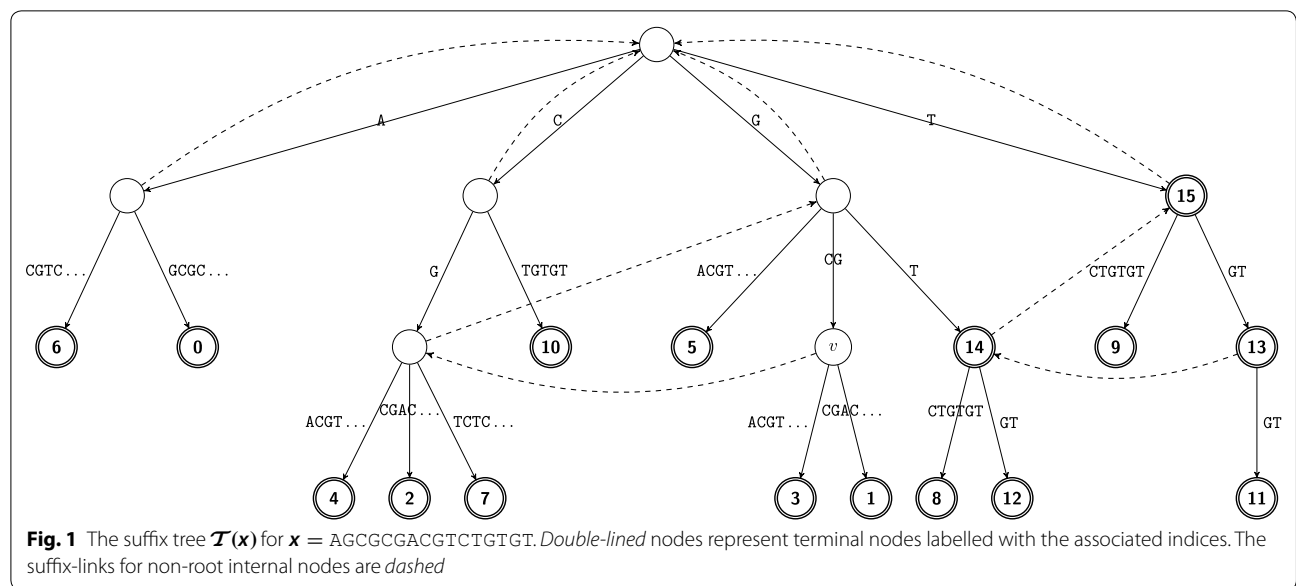 A
C
G
T
15
CGTC...
GCGC...
G
TGTGT
ACGT...
CG
T
CTGTGT
GT
6
0
10
5
v
14
9
13
ACGT...
CGAC...
TCTC...
ACGT...
CGAC...
CTGTGT
GT
GT
4
2
7
3
1
8
12
11
Fig. 1 The suffix tree 𝒯(x) for x = AGCGCGACGTCTGTGT. Double-lined nodes represent terminal nodes labelled with the associated indices. The
suffix-links for non-root internal nodes are dashed